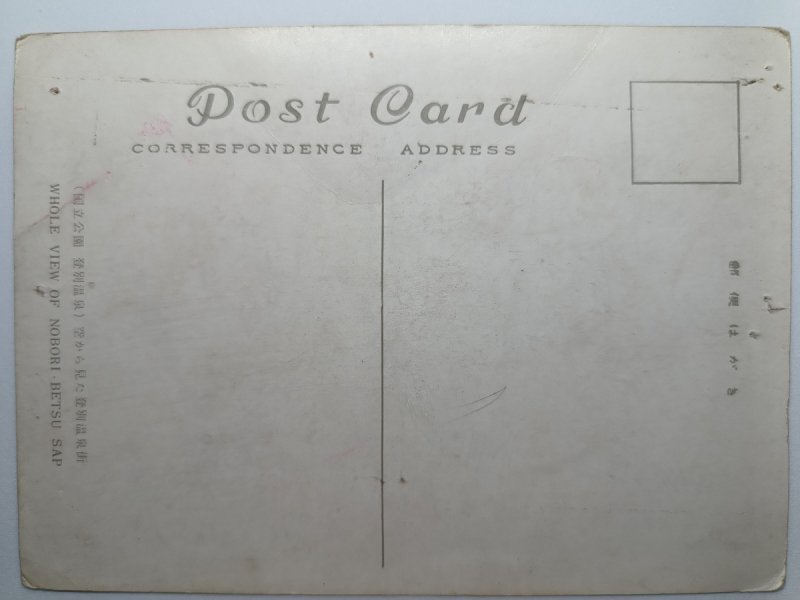 Post Card
CORRESPONDENCE ADDRESS
郵便はがき
(国立公園 登別温泉) 空から見た登別温泉街
WHOLE VIEW OF NOBORI-BETSU SAP